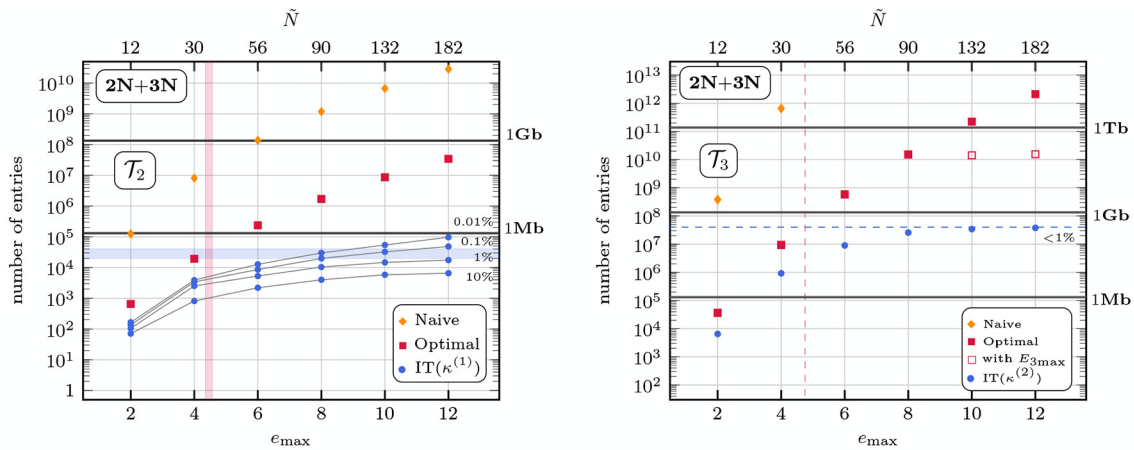 Ñ
12 30 56 90 132 182
2N+3N
10^10
10^9
10^8
10^7
10^6
10^5
10^4
10^3
10^2
10^1
1
number of entries
𝒯_2
1Gb
1Mb
0.01%
0.1%
1%
10%
Naive
Optimal
IT(κ^(1))
2 4 6 8 10 12
e_max
Ñ
12 30 56 90 132 182
2N+3N
10^13
10^12
10^11
10^10
10^9
10^8
10^7
10^6
10^5
10^4
10^3
10^2
number of entries
𝒯_3
1Tb
1Gb
<1%
1Mb
Naive
Optimal
with E_3max
IT(κ^(2))
2 4 6 8 10 12
e_max